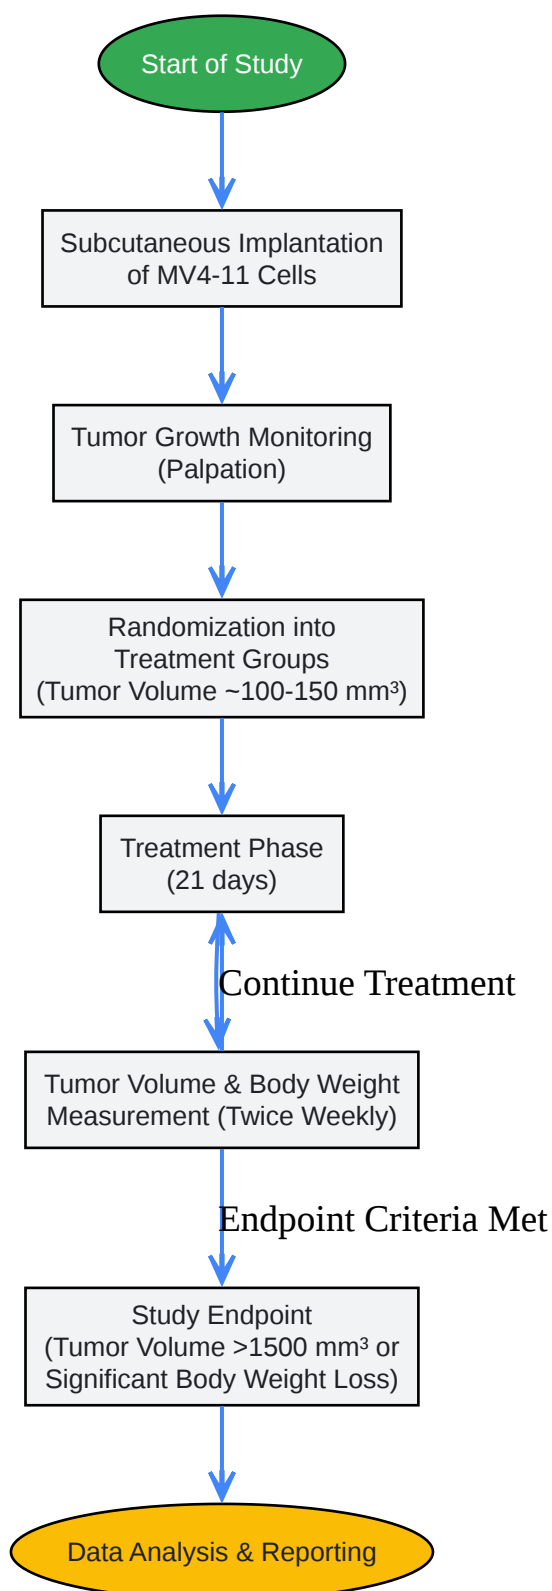 Start of Study
Subcutaneous Implantation
of MV4-11 Cells
Tumor Growth Monitoring
(Palpation)
Randomization into
Treatment Groups
(Tumor Volume ~100-150 mm³)
Treatment Phase
(21 days)
Continue Treatment
Tumor Volume & Body Weight
Measurement (Twice Weekly)
Endpoint Criteria Met
Study Endpoint
(Tumor Volume >1500 mm³ or
Significant Body Weight Loss)
Data Analysis & Reporting